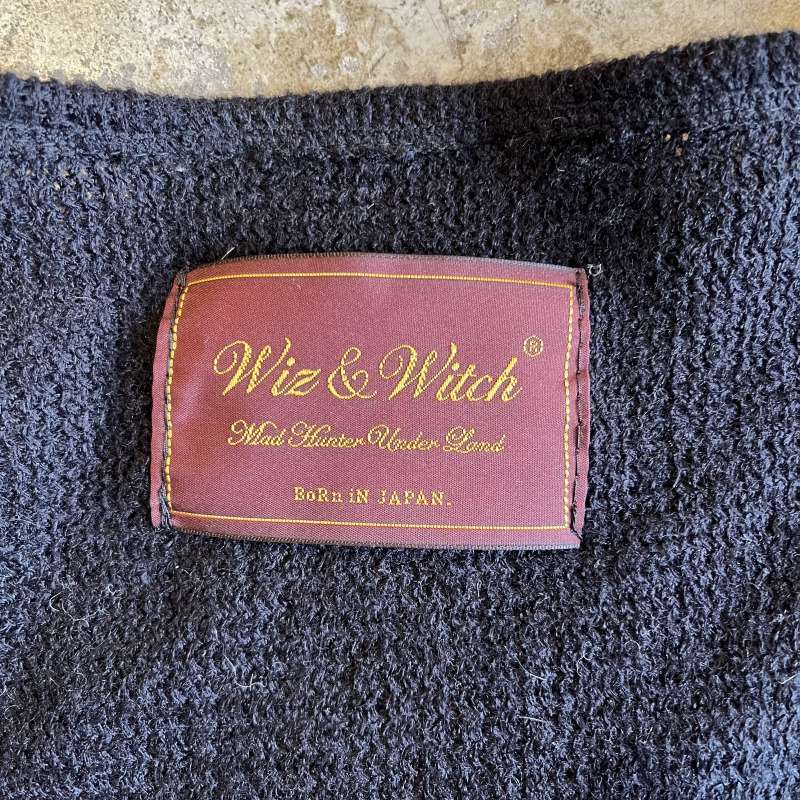 Wiz & Witch®
Mad Hunter Under Land
BoRn iN JAPAN.